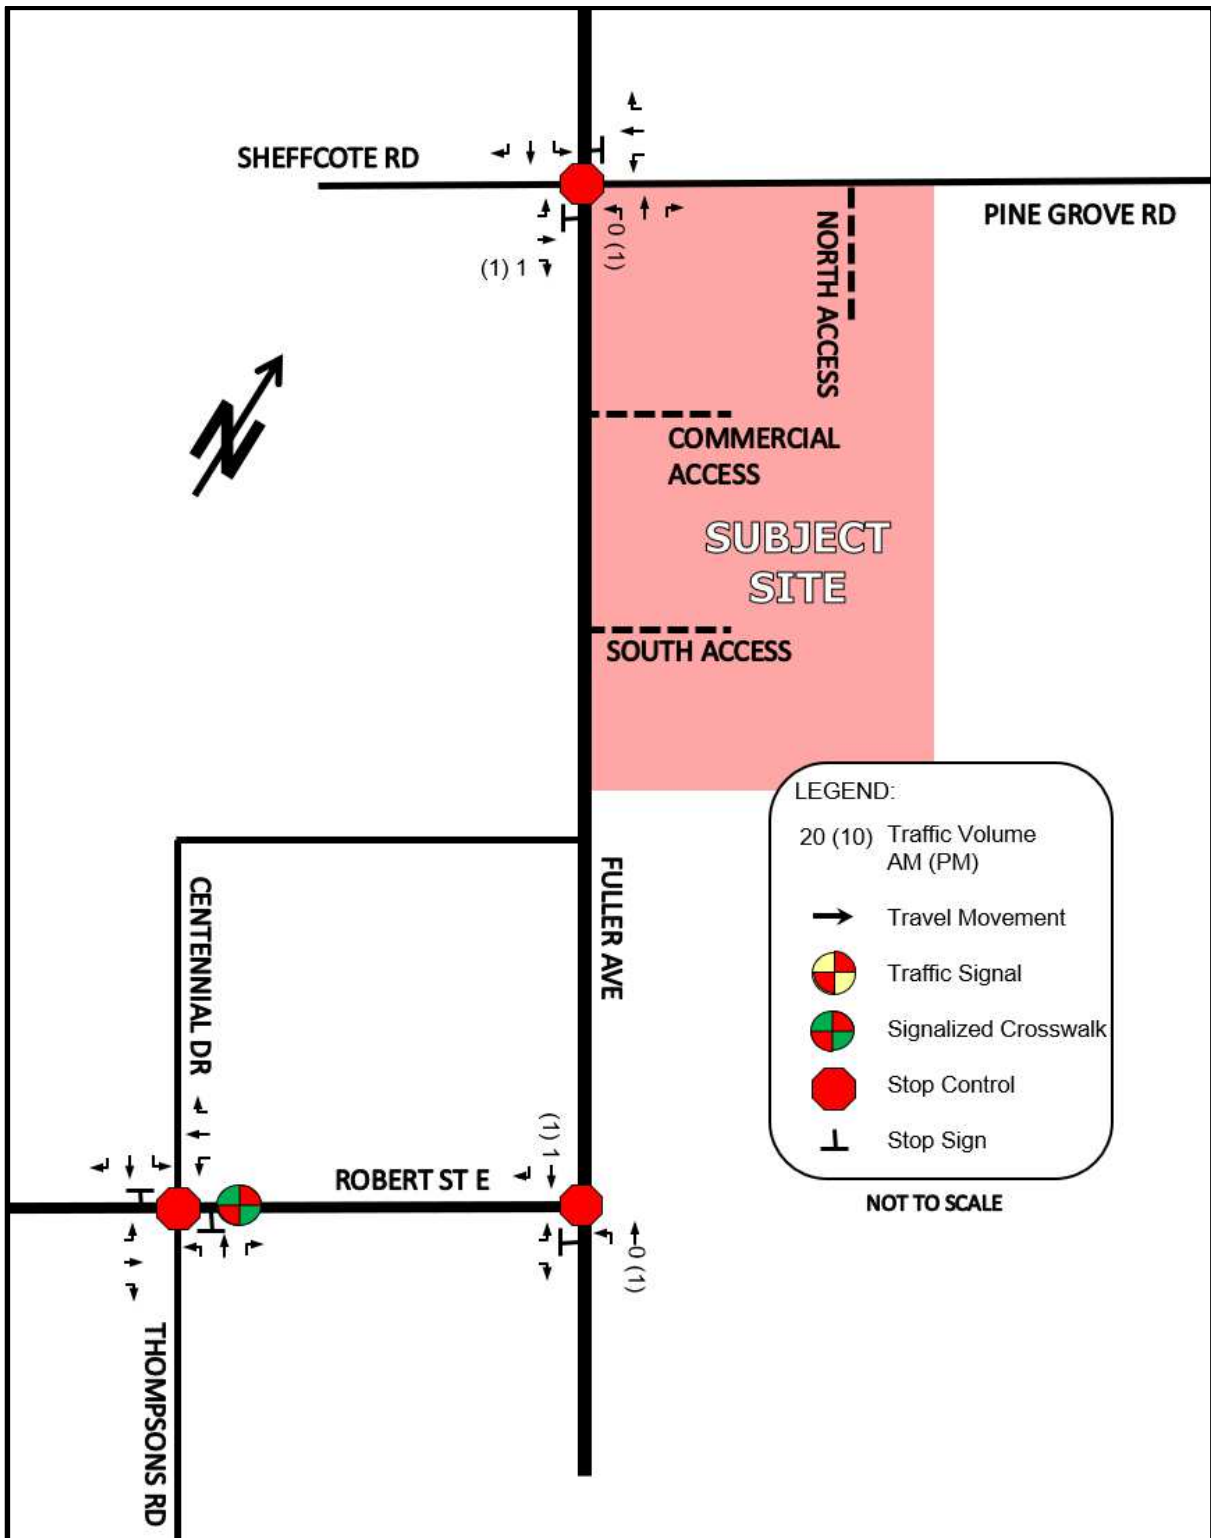 SHEFFCOTE RD
PINE GROVE RD
0 (1)
(1) 1
NORTH ACCESS
N
COMMERCIAL
ACCESS
SUBJECT
SITE
SOUTH ACCESS
LEGEND:
20 (10) Traffic Volume
AM (PM)
Travel Movement
Traffic Signal
Signalized Crosswalk
Stop Control
Stop Sign
NOT TO SCALE
FULLER AVE
CENTENNIAL DR
(1) 1
ROBERT ST E
0 (1)
THOMPSONS RD